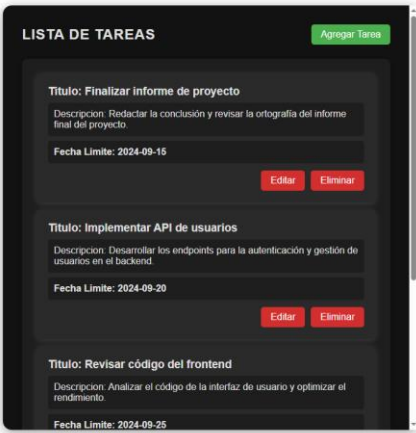 LISTA DE TAREAS
Agregar Tarea
Titulo: Finalizar informe de proyecto
Descripcion: Redactar la conclusión y revisar la ortografía del informe
final del proyecto.
Fecha Limite: 2024-09-15
Editar
Eliminar
Titulo: Implementar API de usuarios
Descripcion: Desarrollar los endpoints para la autenticación y gestión de
usuarios en el backend.
Fecha Limite: 2024-09-20
Editar
Eliminar
Titulo: Revisar código del frontend
Descripcion: Analizar el código de la interfaz de usuario y optimizar el
rendimiento.
Fecha Limite: 2024-09-25